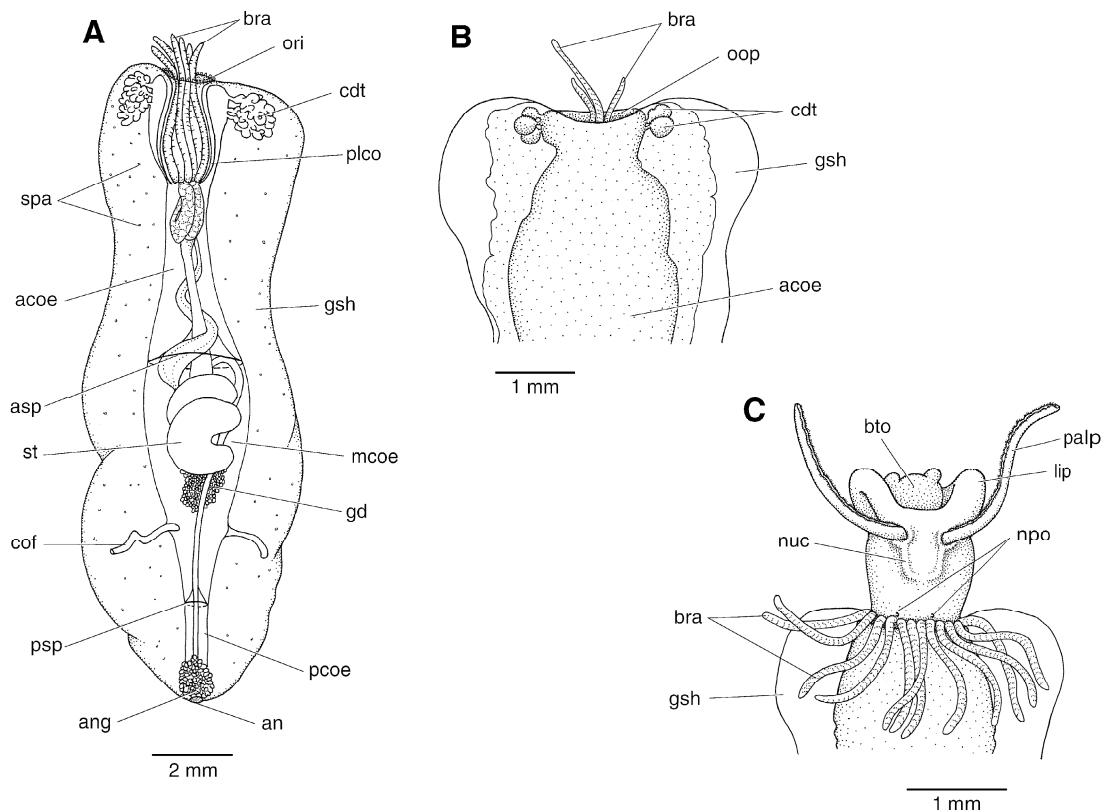 A
bra
ori
cdt
plco
spa
acoe
gsh
asp
st
mcoe
gd
cof
psp
pcoe
ang
an
2 mm
B
bra
oop
cdt
gsh
acoe
1 mm
C
bto
palp
lip
nuc
npo
bra
gsh
1 mm